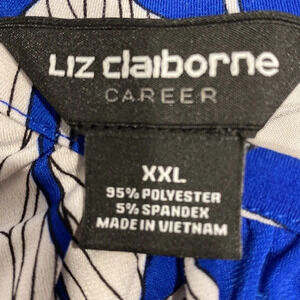 Liz claiborne
CAREER
XXL
95% POLYESTER
5% SPANDEX
MADE IN VIETNAM